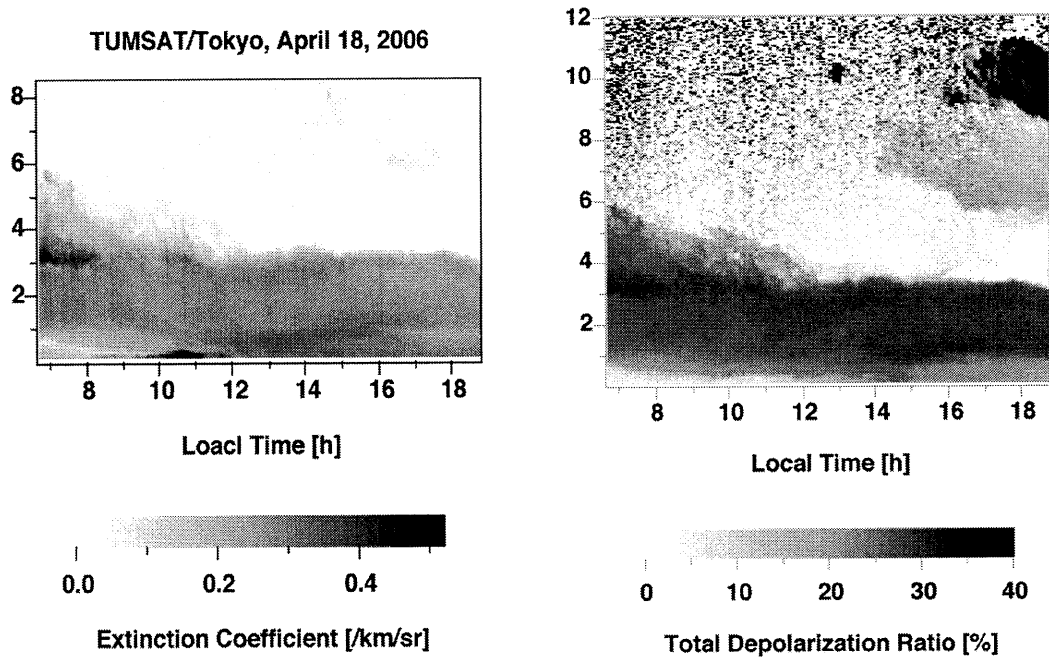 TUMSAT/Tokyo, April 18, 2006
8
6
4
2
8 10 12 14 16 18
Loacl Time [h]
0.0 0.2 0.4
Extinction Coefficient [/km/sr]
12
10
8
6
4
2
8 10 12 14 16 18
Local Time [h]
0 10 20 30 40
Total Depolarization Ratio [%]